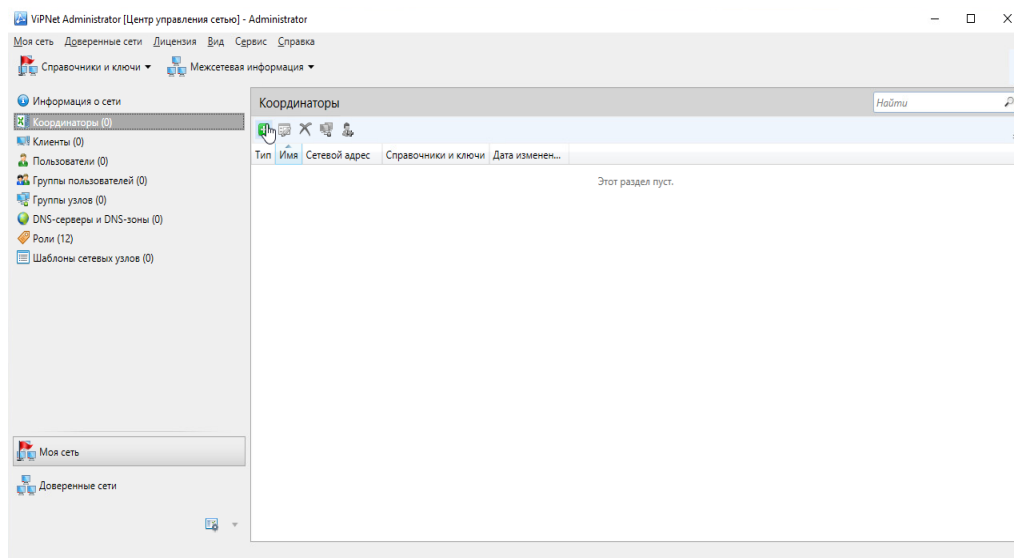 ViPNet Administrator [Центр управления сетью] - Administrator
Моя сеть Доверенные сети Лицензия Вид Сервис Справка
Справочники и ключи Межсетевая информация
Информация о сети
Координаторы (0)
Клиенты (0)
Пользователи (0)
Группы пользователей (0)
Группы узлов (0)
DNS-серверы и DNS-зоны (0)
Роли (12)
Шаблоны сетевых узлов (0)
Моя сеть
Доверенные сети
Координаторы
Найти
Тип Имя Сетевой адрес Справочники и ключи Дата изменен...
Этот раздел пуст.